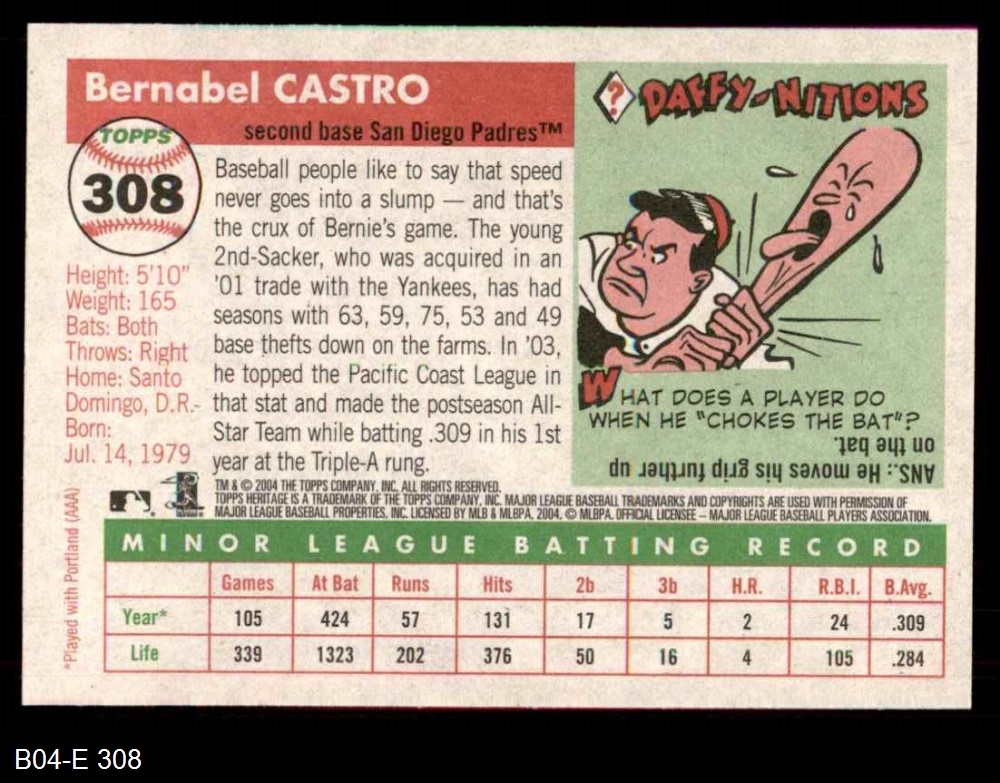 Bernabel CASTRO
second base San Diego Padres™
TOPPS
308
Height: 5'10"
Weight: 165
Bats: Both
Throws: Right
Home: Santo
Domingo, D.R.-
Born:
Jul. 14, 1979
Baseball people like to say that speed
never goes into a slump — and that's
the crux of Bernie's game. The young
2nd-Sacker, who was acquired in an
'01 trade with the Yankees, has had
seasons with 63, 59, 75, 53 and 49
base thefts down on the farms. In '03,
he topped the Pacific Coast League in
that stat and made the postseason All-
Star Team while batting .309 in his 1st
year at the Triple-A rung.
? DAFFY-NITIONS
WHAT DOES A PLAYER DO
WHEN HE "CHOKES THE BAT"?
ANS.: He moves his grip further up
on the bat.
TM & © 2004 THE TOPPS COMPANY, INC. ALL RIGHTS RESERVED.
TOPPS HERITAGE IS A TRADEMARK OF THE TOPPS COMPANY, INC. MAJOR LEAGUE BASEBALL TRADEMARKS AND COPYRIGHTS ARE USED WITH PERMISSION OF
MAJOR LEAGUE BASEBALL PROPERTIES, INC. LICENSED BY MLB & MLBPA, 2004. © MLBPA. OFFICIAL LICENSEE – MAJOR LEAGUE BASEBALL PLAYERS ASSOCIATION.
*Played with Portland (AAA)
MINOR LEAGUE BATTING RECORD
Games At Bat Runs Hits 2b 3b H.R. R.B.I. B.Avg.
Year* 105 424 57 131 17 5 2 24 .309
Life 339 1323 202 376 50 16 4 105 .284
B04-E 308